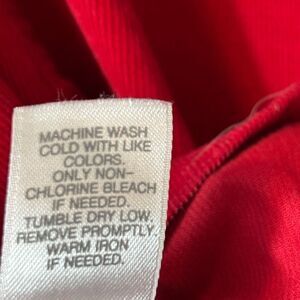 MACHINE WASH
COLD WITH LIKE
COLORS.
ONLY NON-
CHLORINE BLEACH
IF NEEDED.
TUMBLE DRY LOW.
REMOVE PROMPTLY.
WARM IRON
IF NEEDED.